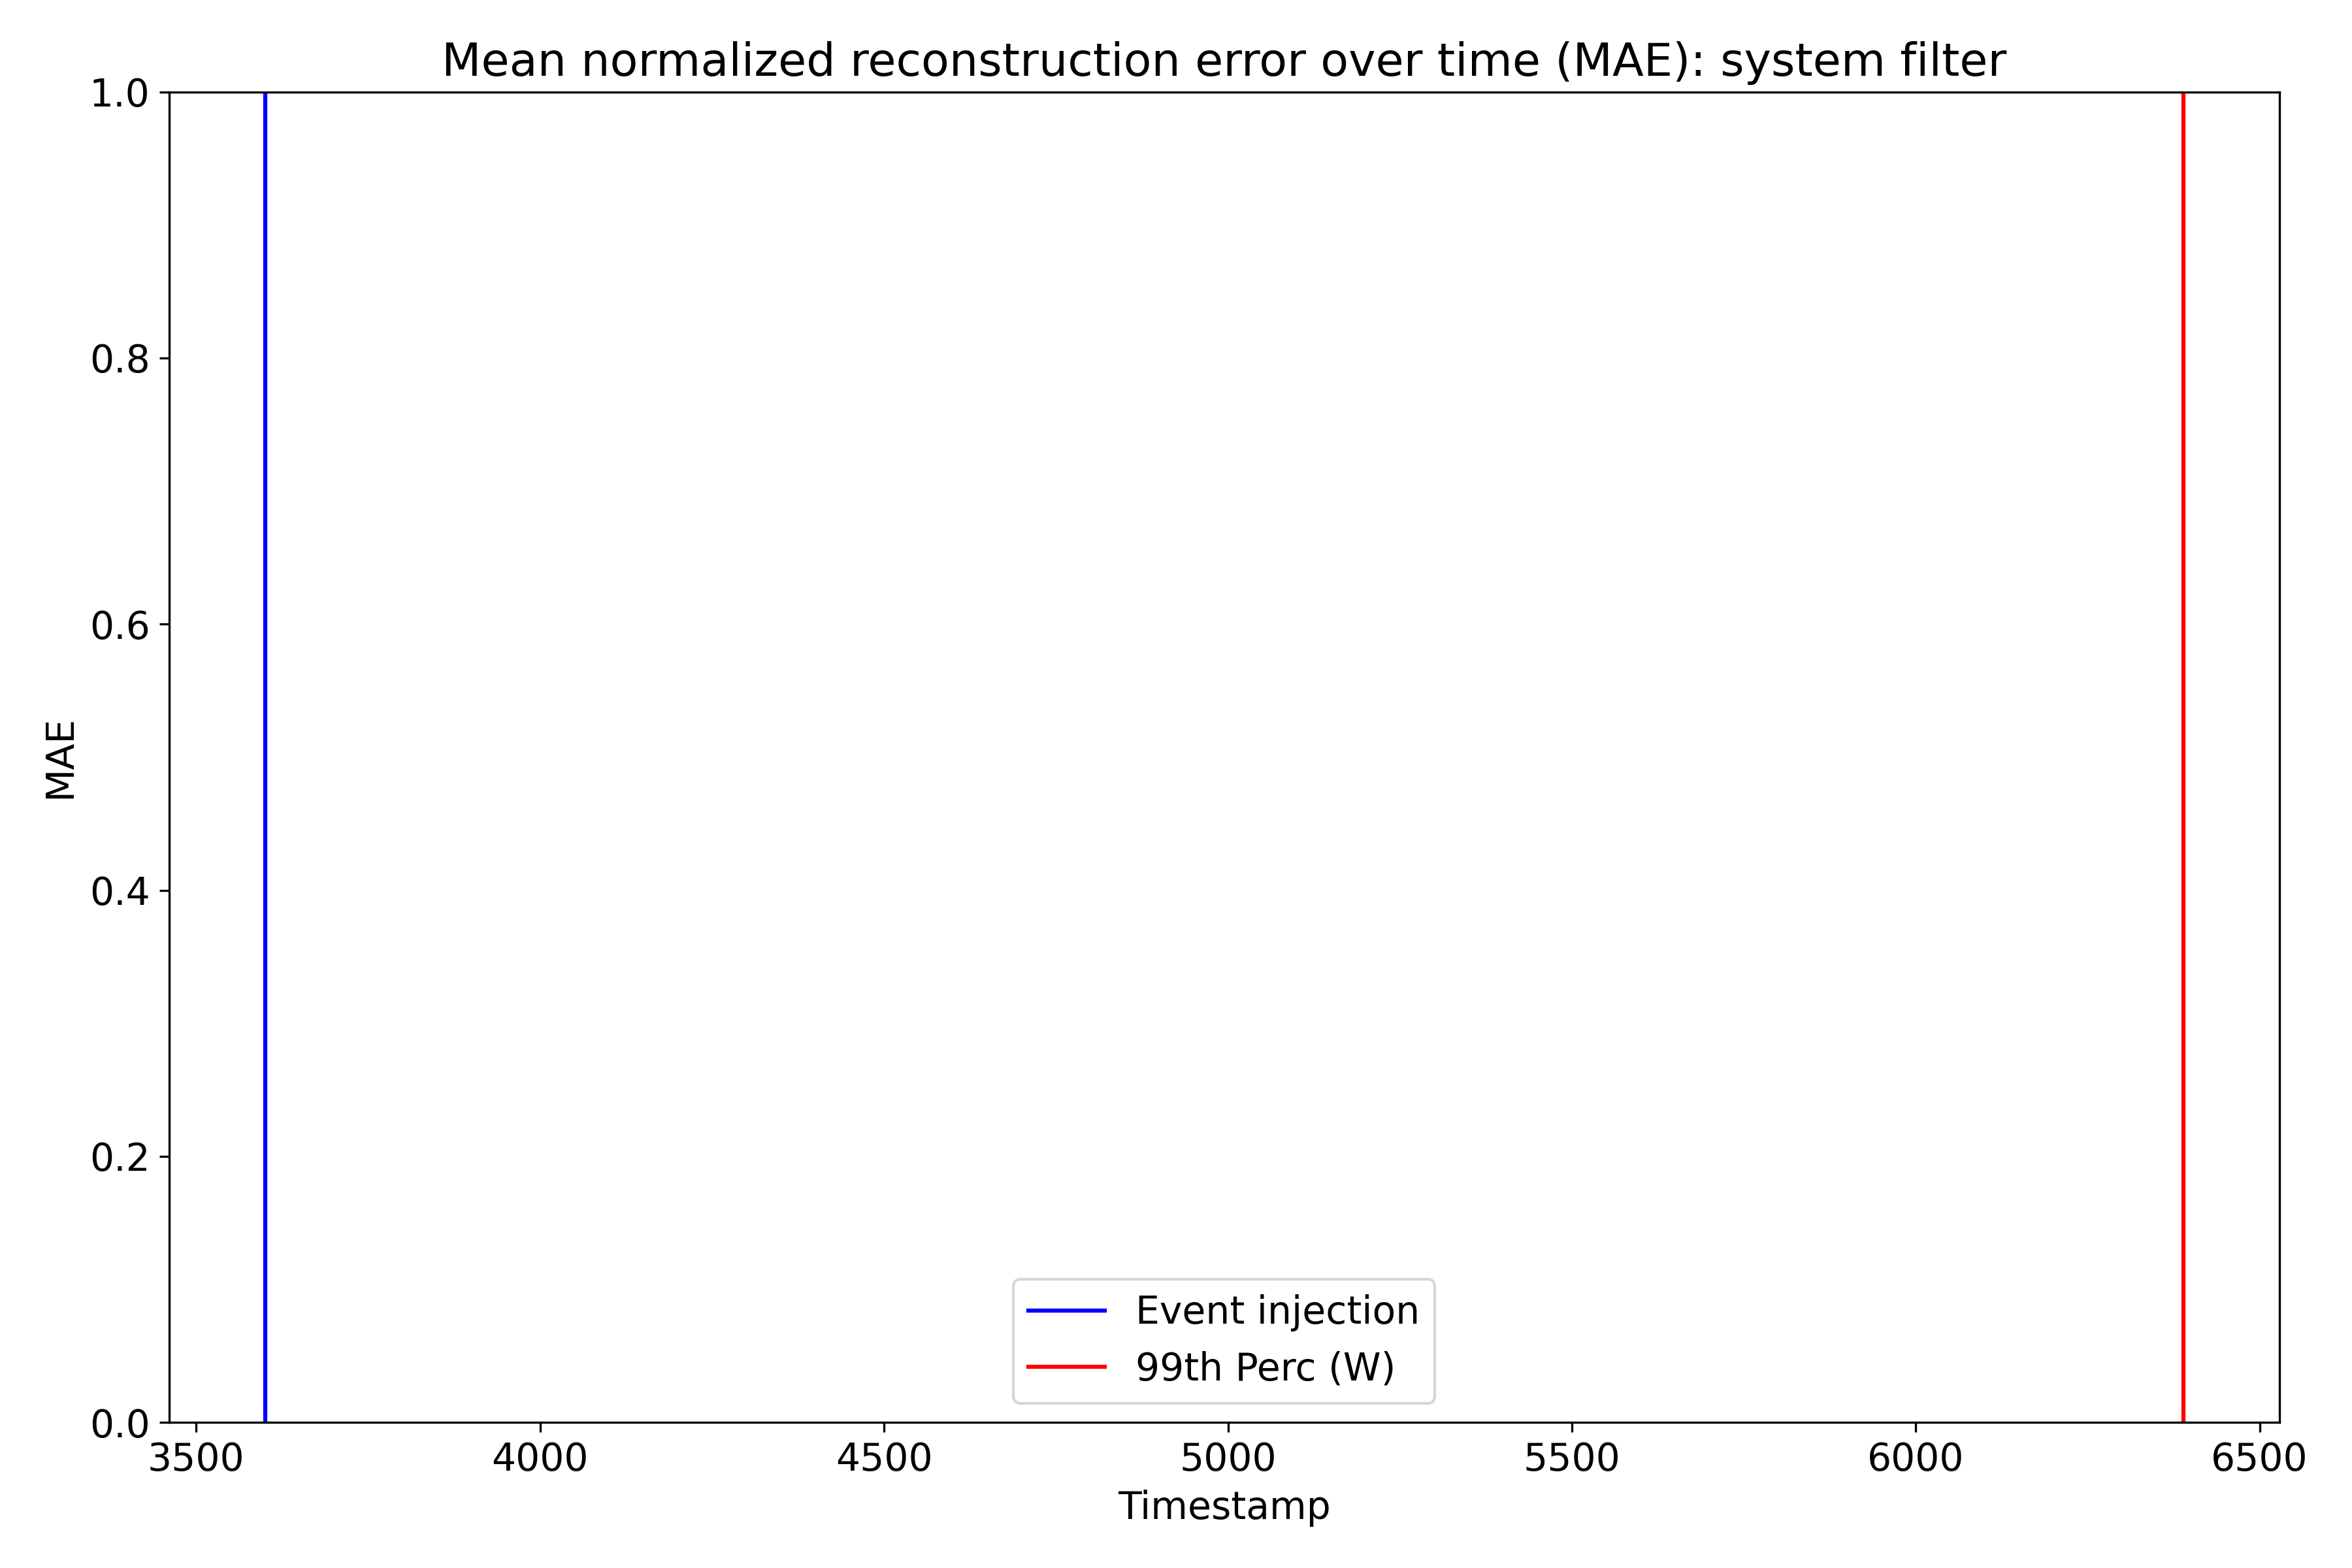 Mean normalized reconstruction error over time (MAE): system filter
1.0
0.8
0.6
0.4
0.2
0.0
MAE
Event injection
99th Perc (W)
3500 4000 4500 5000 5500 6000 6500
Timestamp